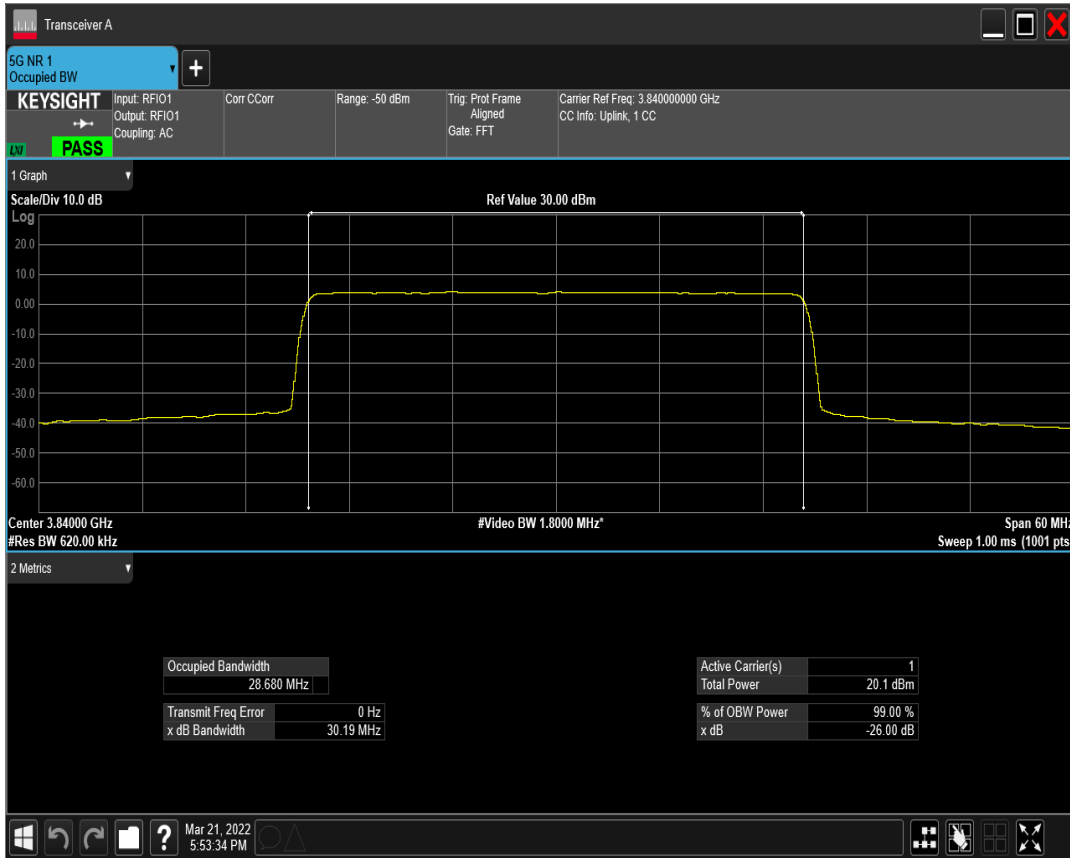 Transceiver A
5G NR 1
Occupied BW
+
KEYSIGHT
LXI
PASS
Input: RFIO1
Output: RFIO1
Coupling: AC
Corr CCorr
Range: -50 dBm
Trig: Prot Frame
Aligned
Gate: FFT
Carrier Ref Freq: 3.840000000 GHz
CC Info: Uplink, 1 CC
1 Graph
Scale/Div 10.0 dB
Ref Value 30.00 dBm
Log
20.0
10.0
0.00
-10.0
-20.0
-30.0
-40.0
-50.0
-60.0
Center 3.84000 GHz
#Video BW 1.8000 MHz*
Span 60 MHz
#Res BW 620.00 kHz
Sweep 1.00 ms (1001 pts
2 Metrics
Occupied Bandwidth
28.680 MHz
Transmit Freq Error 0 Hz
x dB Bandwidth 30.19 MHz
Active Carrier(s) 1
Total Power 20.1 dBm
% of OBW Power 99.00 %
x dB -26.00 dB
?
Mar 21, 2022
5:53:34 PM